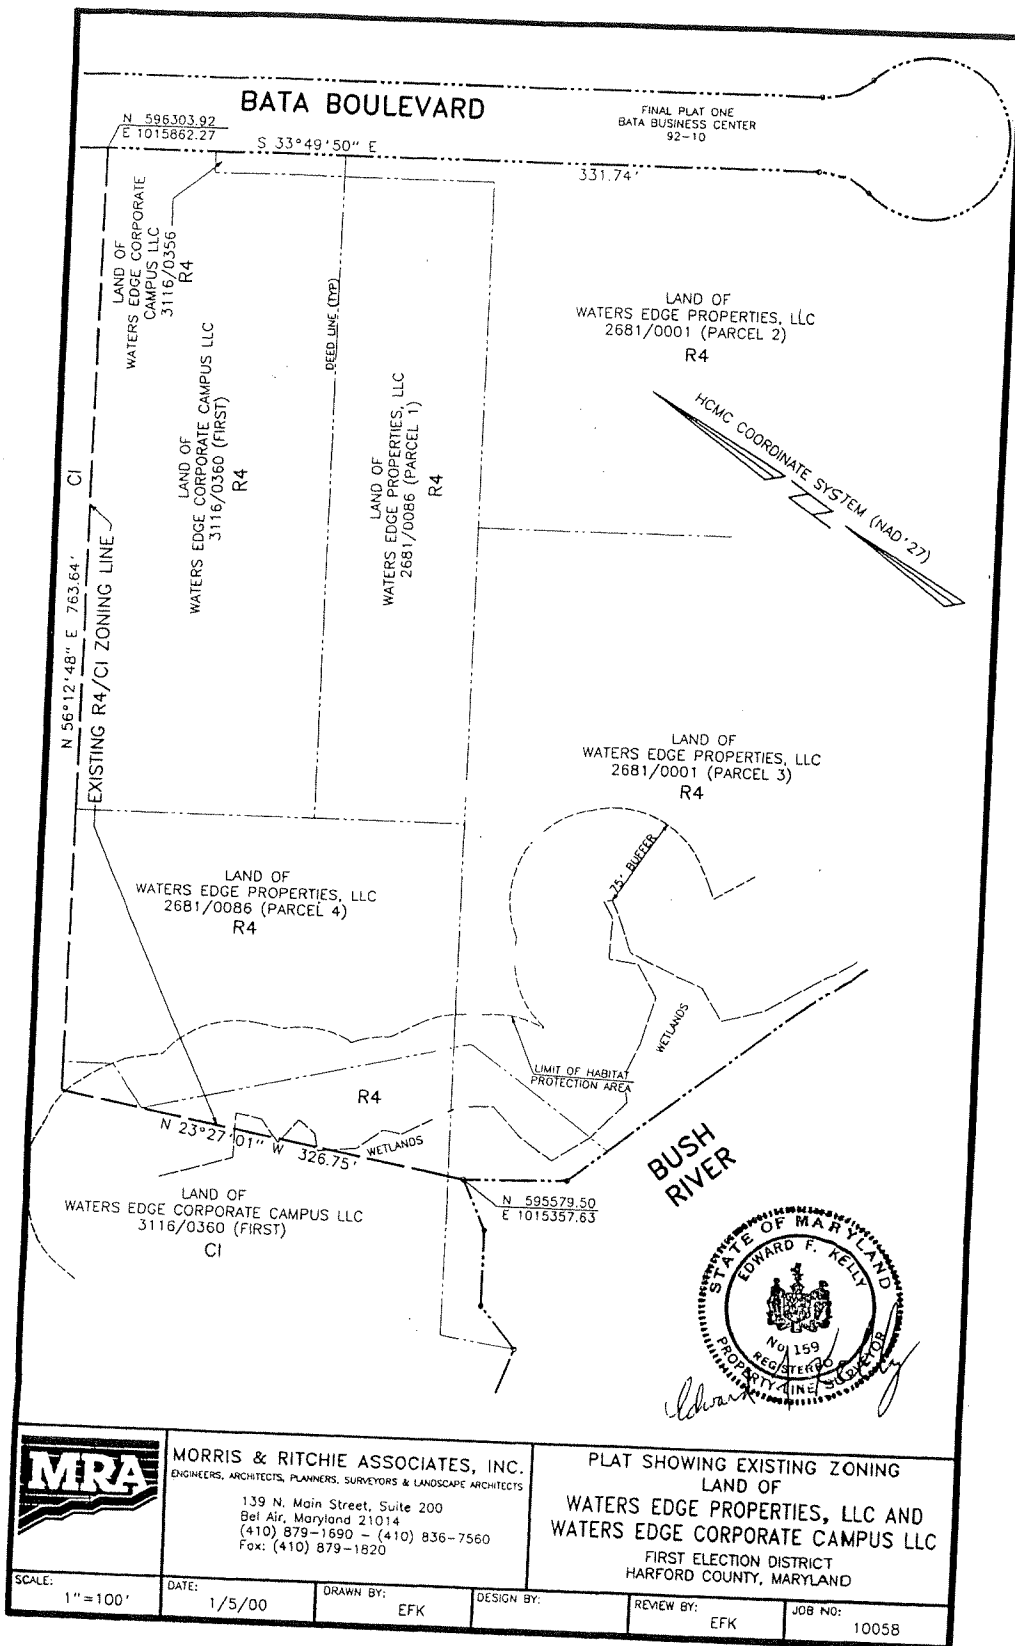 BATA BOULEVARD
FINAL PLAT ONE
BATA BUSINESS CENTER
92-10
N 596303.92
E 1015862.27
S 33°49'50" E
331.74'
LAND OF
WATERS EDGE CORPORATE
CAMPUS LLC
3116/0356
R4
LAND OF
WATERS EDGE CORPORATE CAMPUS LLC
3116/0360 (FIRST)
R4
DEED LINE (TYP)
LAND OF
WATERS EDGE PROPERTIES, LLC
2681/0086 (PARCEL 1)
R4
LAND OF
WATERS EDGE PROPERTIES, LLC
2681/0001 (PARCEL 2)
R4
HCMC COORDINATE SYSTEM (NAD'27)
CI
N 56°12'48" E 763.64'
EXISTING R4/CI ZONING LINE
LAND OF
WATERS EDGE PROPERTIES, LLC
2681/0001 (PARCEL 3)
R4
75' BUFFER
LAND OF
WATERS EDGE PROPERTIES, LLC
2681/0086 (PARCEL 4)
R4
WETLANDS
LIMIT OF HABITAT
PROTECTION AREA
R4
N 23°27'01" W 326.75'
WETLANDS
BUSH
RIVER
N 595579.50
E 1015357.63
LAND OF
WATERS EDGE CORPORATE CAMPUS LLC
3116/0360 (FIRST)
CI
STATE OF MARYLAND
EDWARD F. KELLY
No. 159
REGISTERED
PROPERTY LINE SURVEYOR
MRA
MORRIS & RITCHIE ASSOCIATES, INC.
ENGINEERS, ARCHITECTS, PLANNERS, SURVEYORS & LANDSCAPE ARCHITECTS
139 N. Main Street, Suite 200
Bel Air, Maryland 21014
(410) 879-1690 - (410) 836-7560
Fax: (410) 879-1820
PLAT SHOWING EXISTING ZONING
LAND OF
WATERS EDGE PROPERTIES, LLC AND
WATERS EDGE CORPORATE CAMPUS LLC
FIRST ELECTION DISTRICT
HARFORD COUNTY, MARYLAND
SCALE:
1"=100'
DATE:
1/5/00
DRAWN BY:
EFK
DESIGN BY:
REVIEW BY:
EFK
JOB NO:
10058